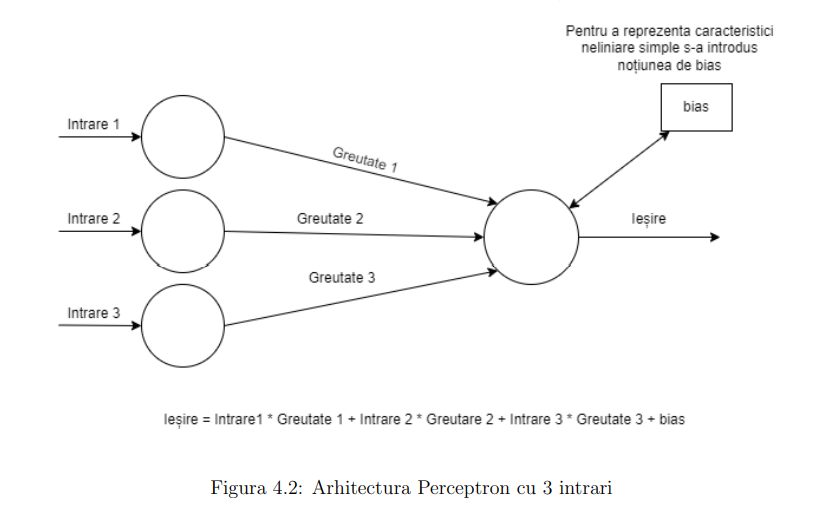 Pentru a reprezenta caracteristici
neliniare simple s-a introdus
noțiunea de bias
bias
Intrare 1
Greutate 1
Intrare 2
Greutate 2
Ieșire
Greutate 3
Intrare 3
Ieșire = Intrare1 * Greutate 1 + Intrare 2 * Greutare 2 + Intrare 3 * Greutate 3 + bias
Figura 4.2: Arhitectura Perceptron cu 3 intrari